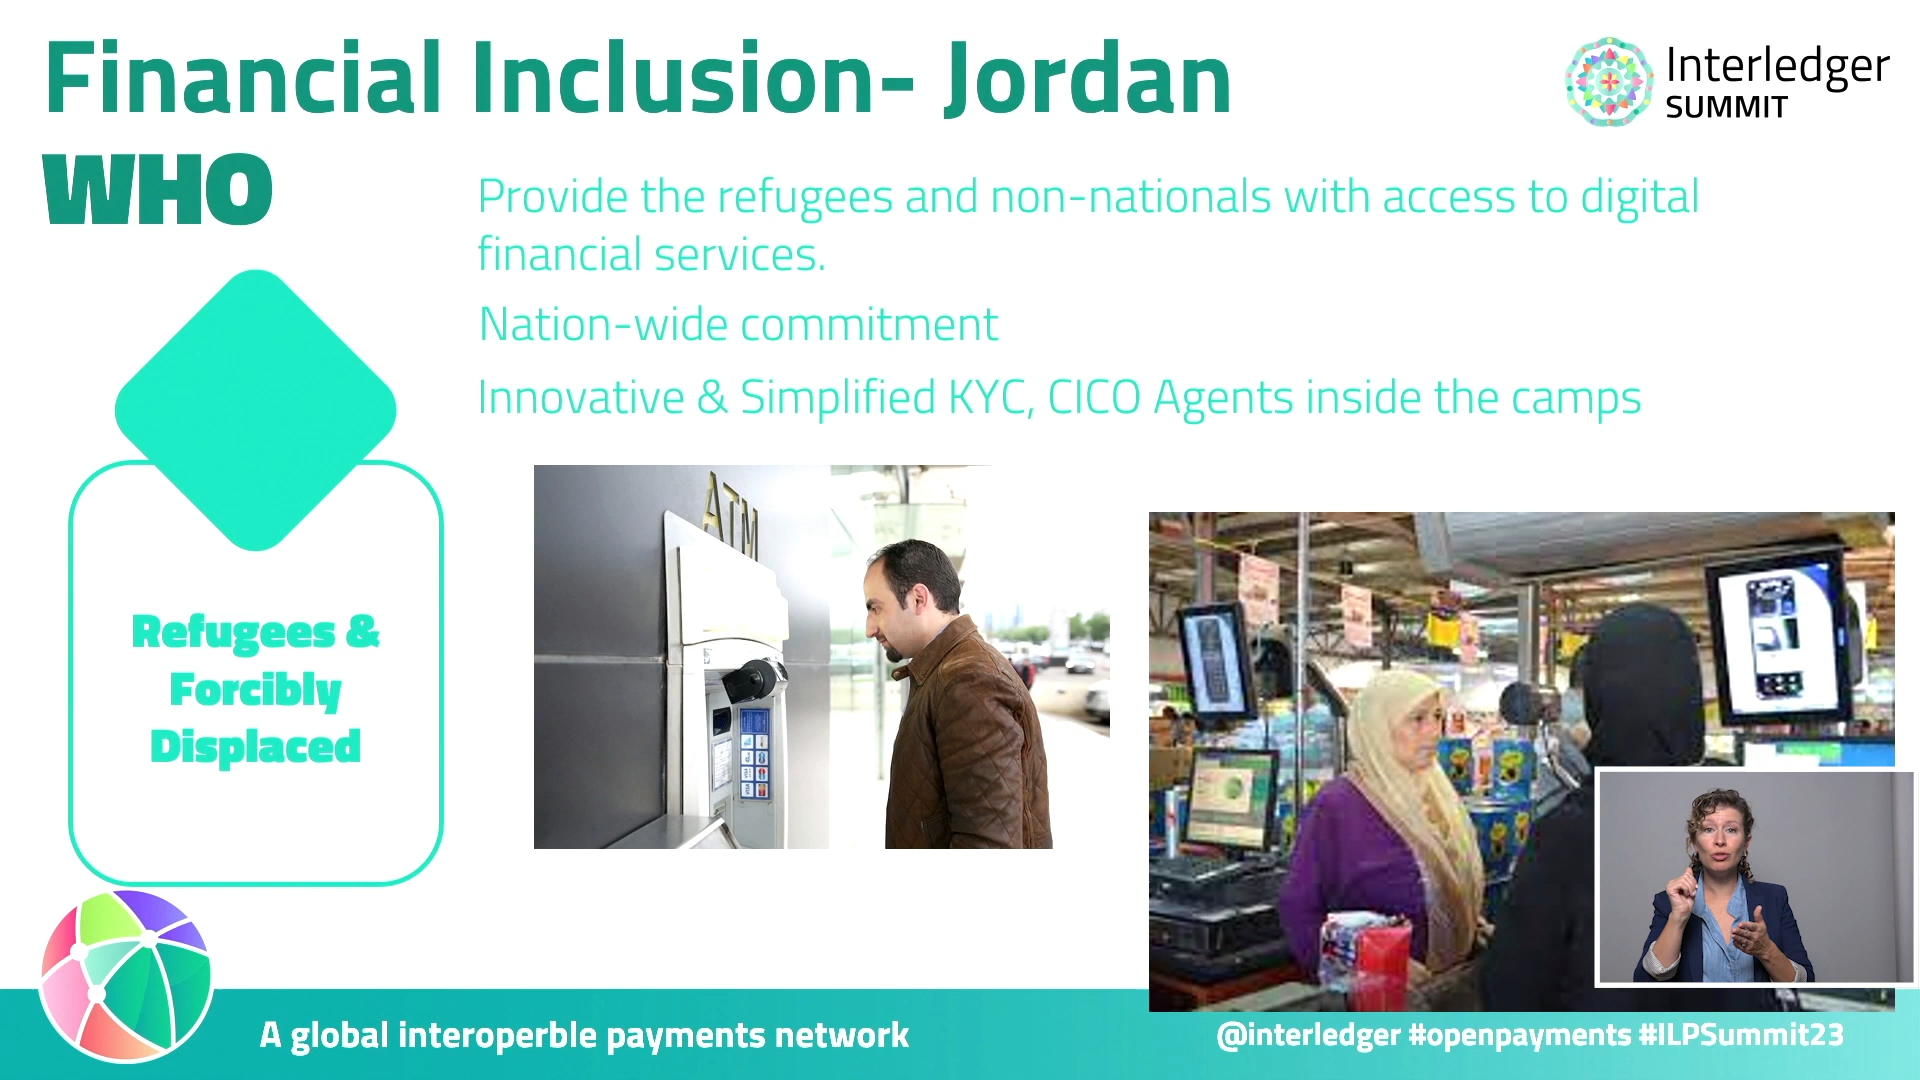 Financial Inclusion- Jordan
Interledger
SUMMIT
WHO
Provide the refugees and non-nationals with access to digital
financial services.
Nation-wide commitment
Innovative & Simplified KYC, CICO Agents inside the camps
ATM
Refugees &
Forcibly
Displaced
A global interoperble payments network
@interledger #openpayments #ILPSummit23